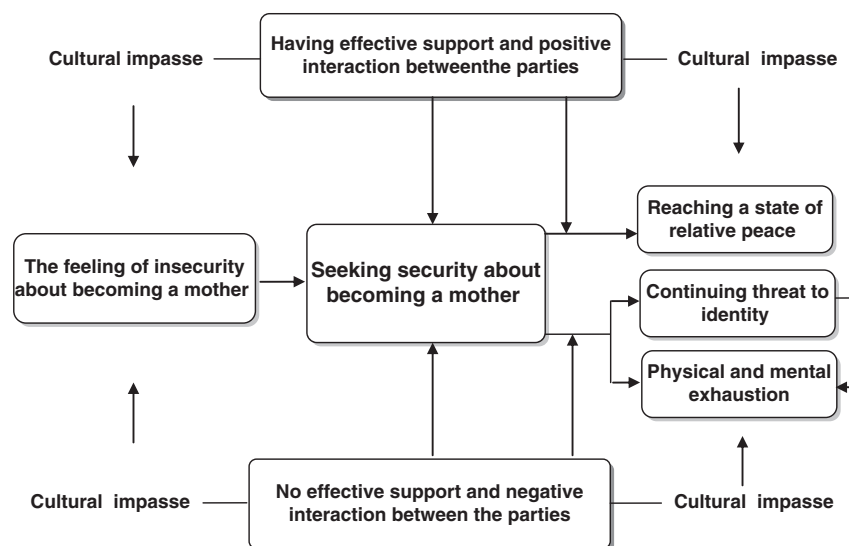 Cultural impasse
Having effective support and positive
interaction betweenthe parties
Cultural impasse
The feeling of insecurity
about becoming a mother
Seeking security about
becoming a mother
Reaching a state of
relative peace
Continuing threat to
identity
Physical and mental
exhaustion
Cultural impasse
No effective support and negative
interaction between the parties
Cultural impasse